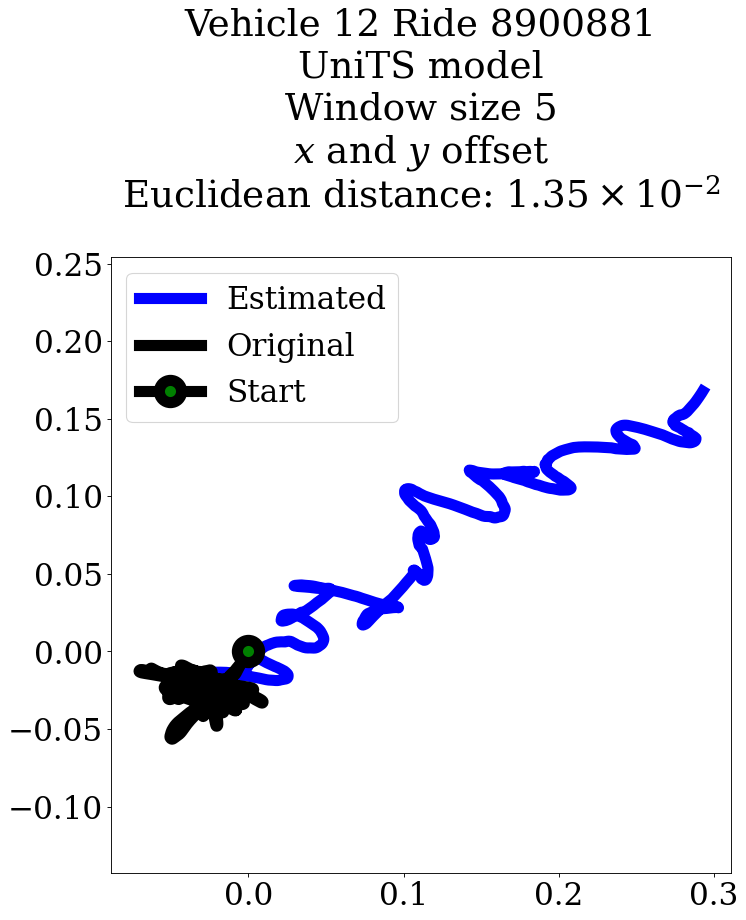 Vehicle 12 Ride 8900881
UniTS model
Window size 5
x and y offset
Euclidean distance: 1.35 × 10⁻²
0.25
Estimated
0.20
Original
0.15
Start
0.10
0.05
0.00
−0.05
−0.10
0.0 0.1 0.2 0.3